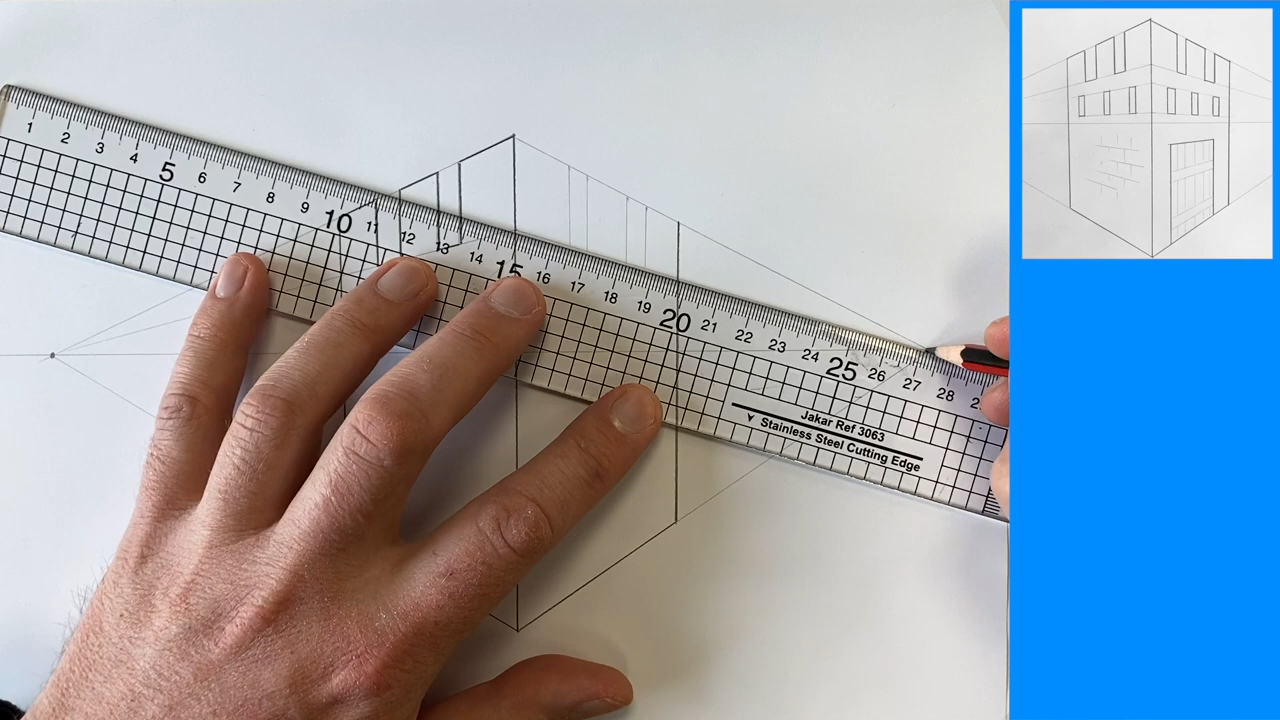 1 2 3 4 5 6 7 8 9 10 11 12 13 14 15 16 17 18 19 20 21 22 23 24 25 26 27 28
Jakar Ref 3063
Stainless Steel Cutting Edge